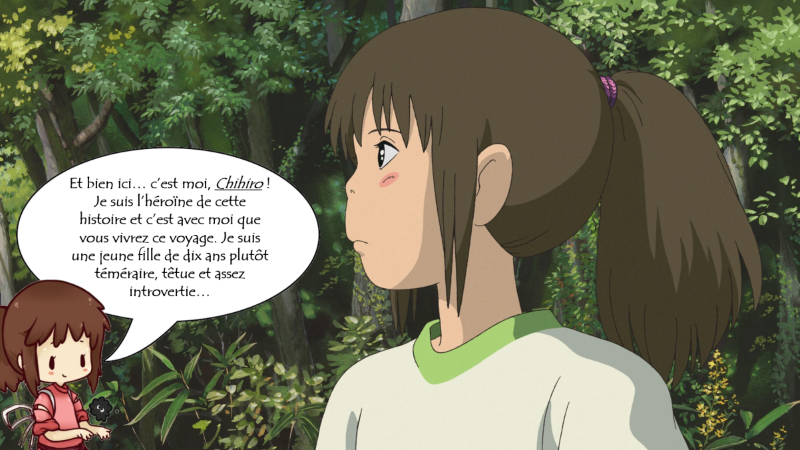 Et bien ici… c’est moi, Chihiro !
Je suis l’héroïne de cette
histoire et c’est avec moi que
vous vivrez ce voyage. Je suis
une jeune fille de dix ans plutôt
téméraire, têtue et assez
introvertie…